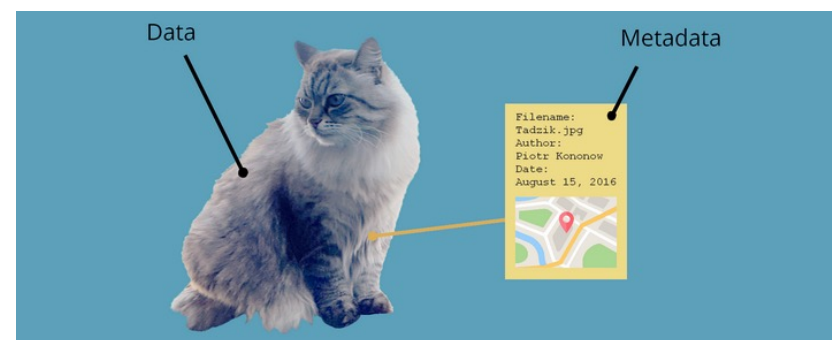 Data
Metadata
Filename:
Tadzik.jpg
Author:
Piotr Kononow
Date:
August 15, 2016